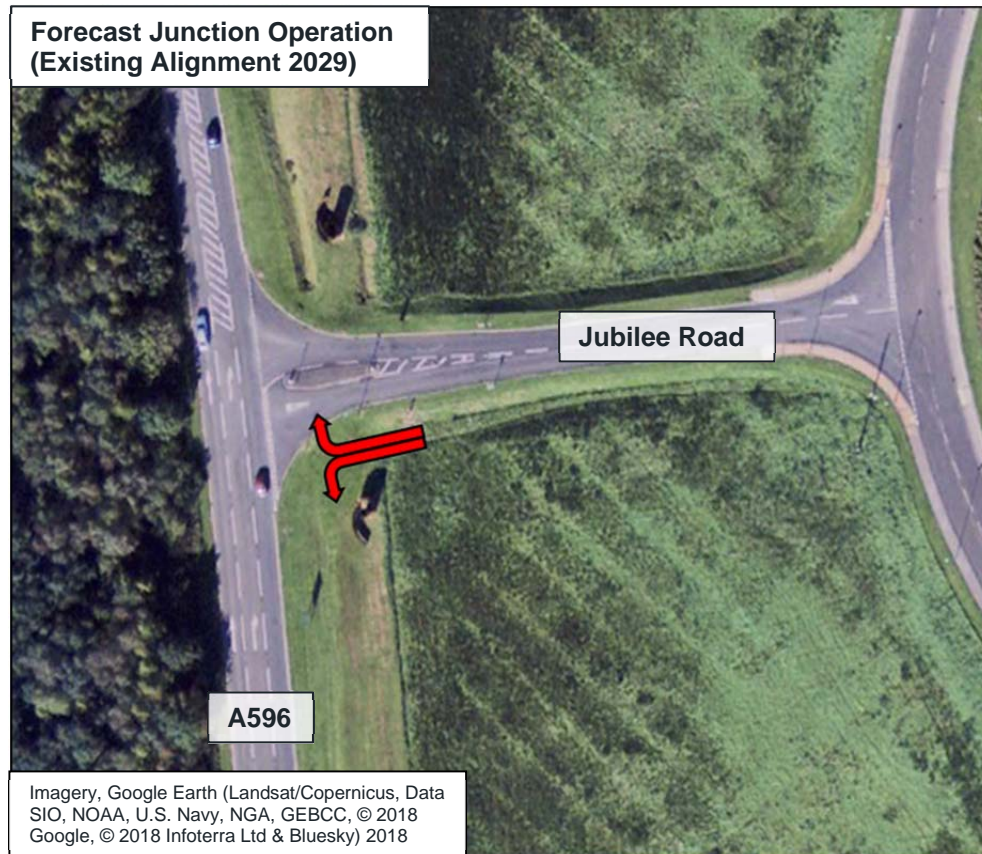 Forecast Junction Operation
(Existing Alignment 2029)
Jubilee Road
A596
Imagery, Google Earth (Landsat/Copernicus, Data
SIO, NOAA, U.S. Navy, NGA, GEBCC, © 2018
Google, © 2018 Infoterra Ltd & Bluesky) 2018